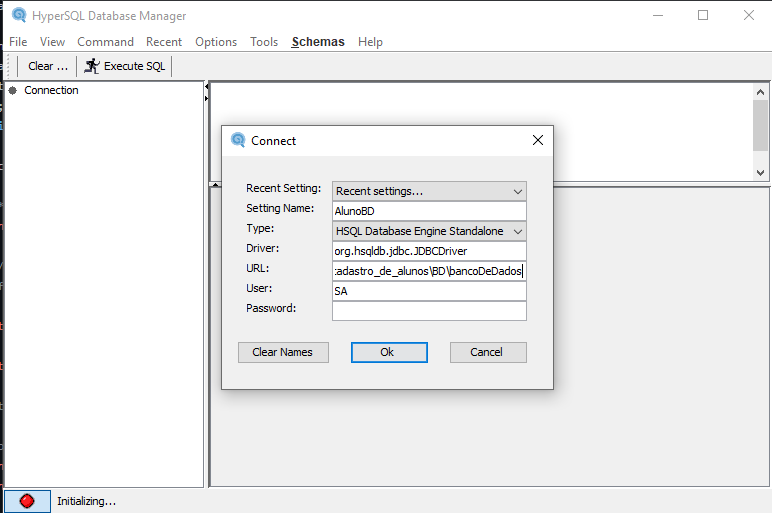 HyperSQL Database Manager
File View Command Recent Options Tools Schemas Help
Clear ... Execute SQL
Connection
Connect
Recent Setting: Recent settings...
Setting Name: AlunoBD
Type: HSQL Database Engine Standalone
Driver: org.hsqldb.jdbc.JDBCDriver
URL: :adastro_de_alunos\BD\bancoDeDados
User: SA
Password:
Clear Names Ok Cancel
Initializing...